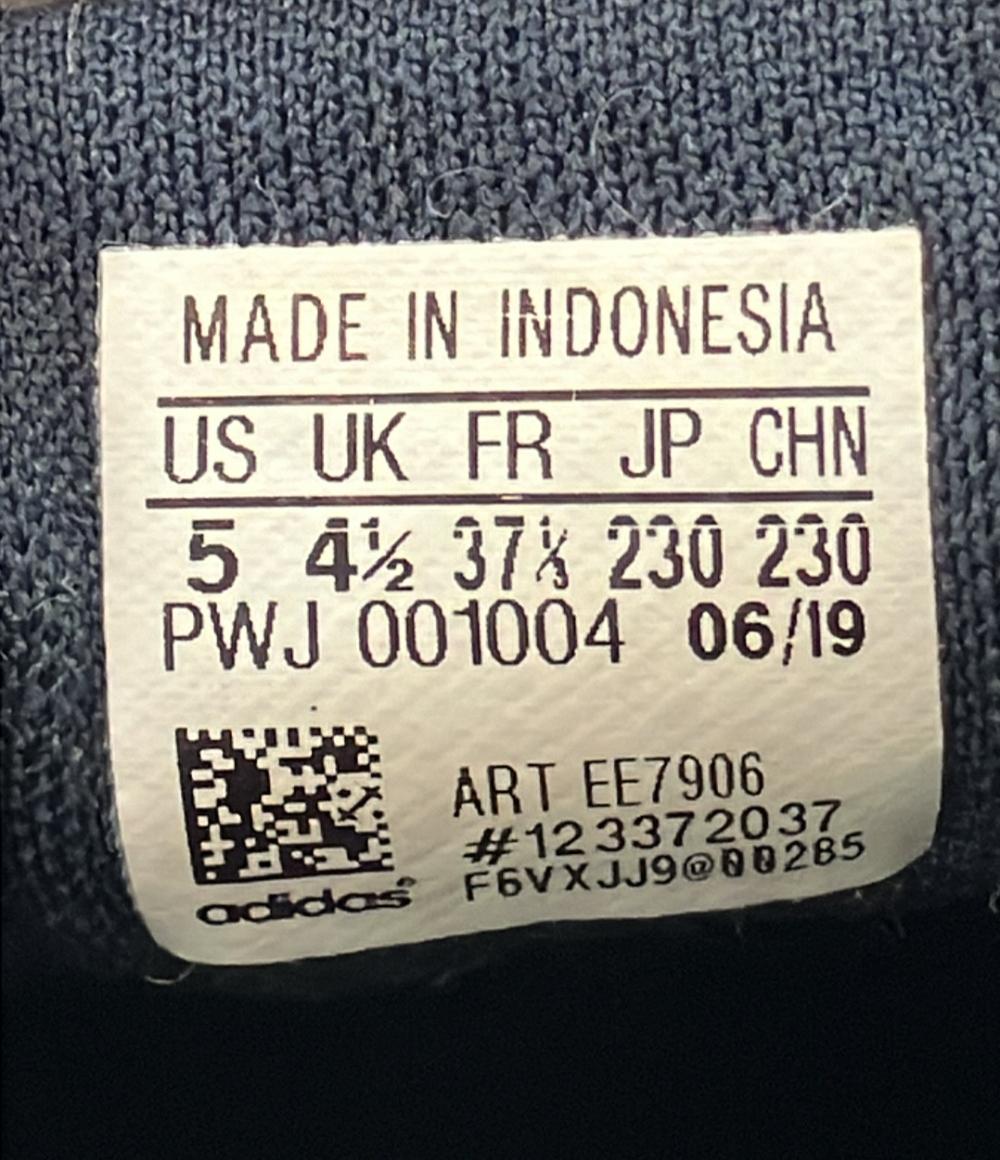 MADE IN INDONESIA
US UK FR JP CHN
5 4½ 37⅓ 230 230
PWJ 001004 06/19
ART EE7906
#123372037
F6VXJJ9@00285
adidas